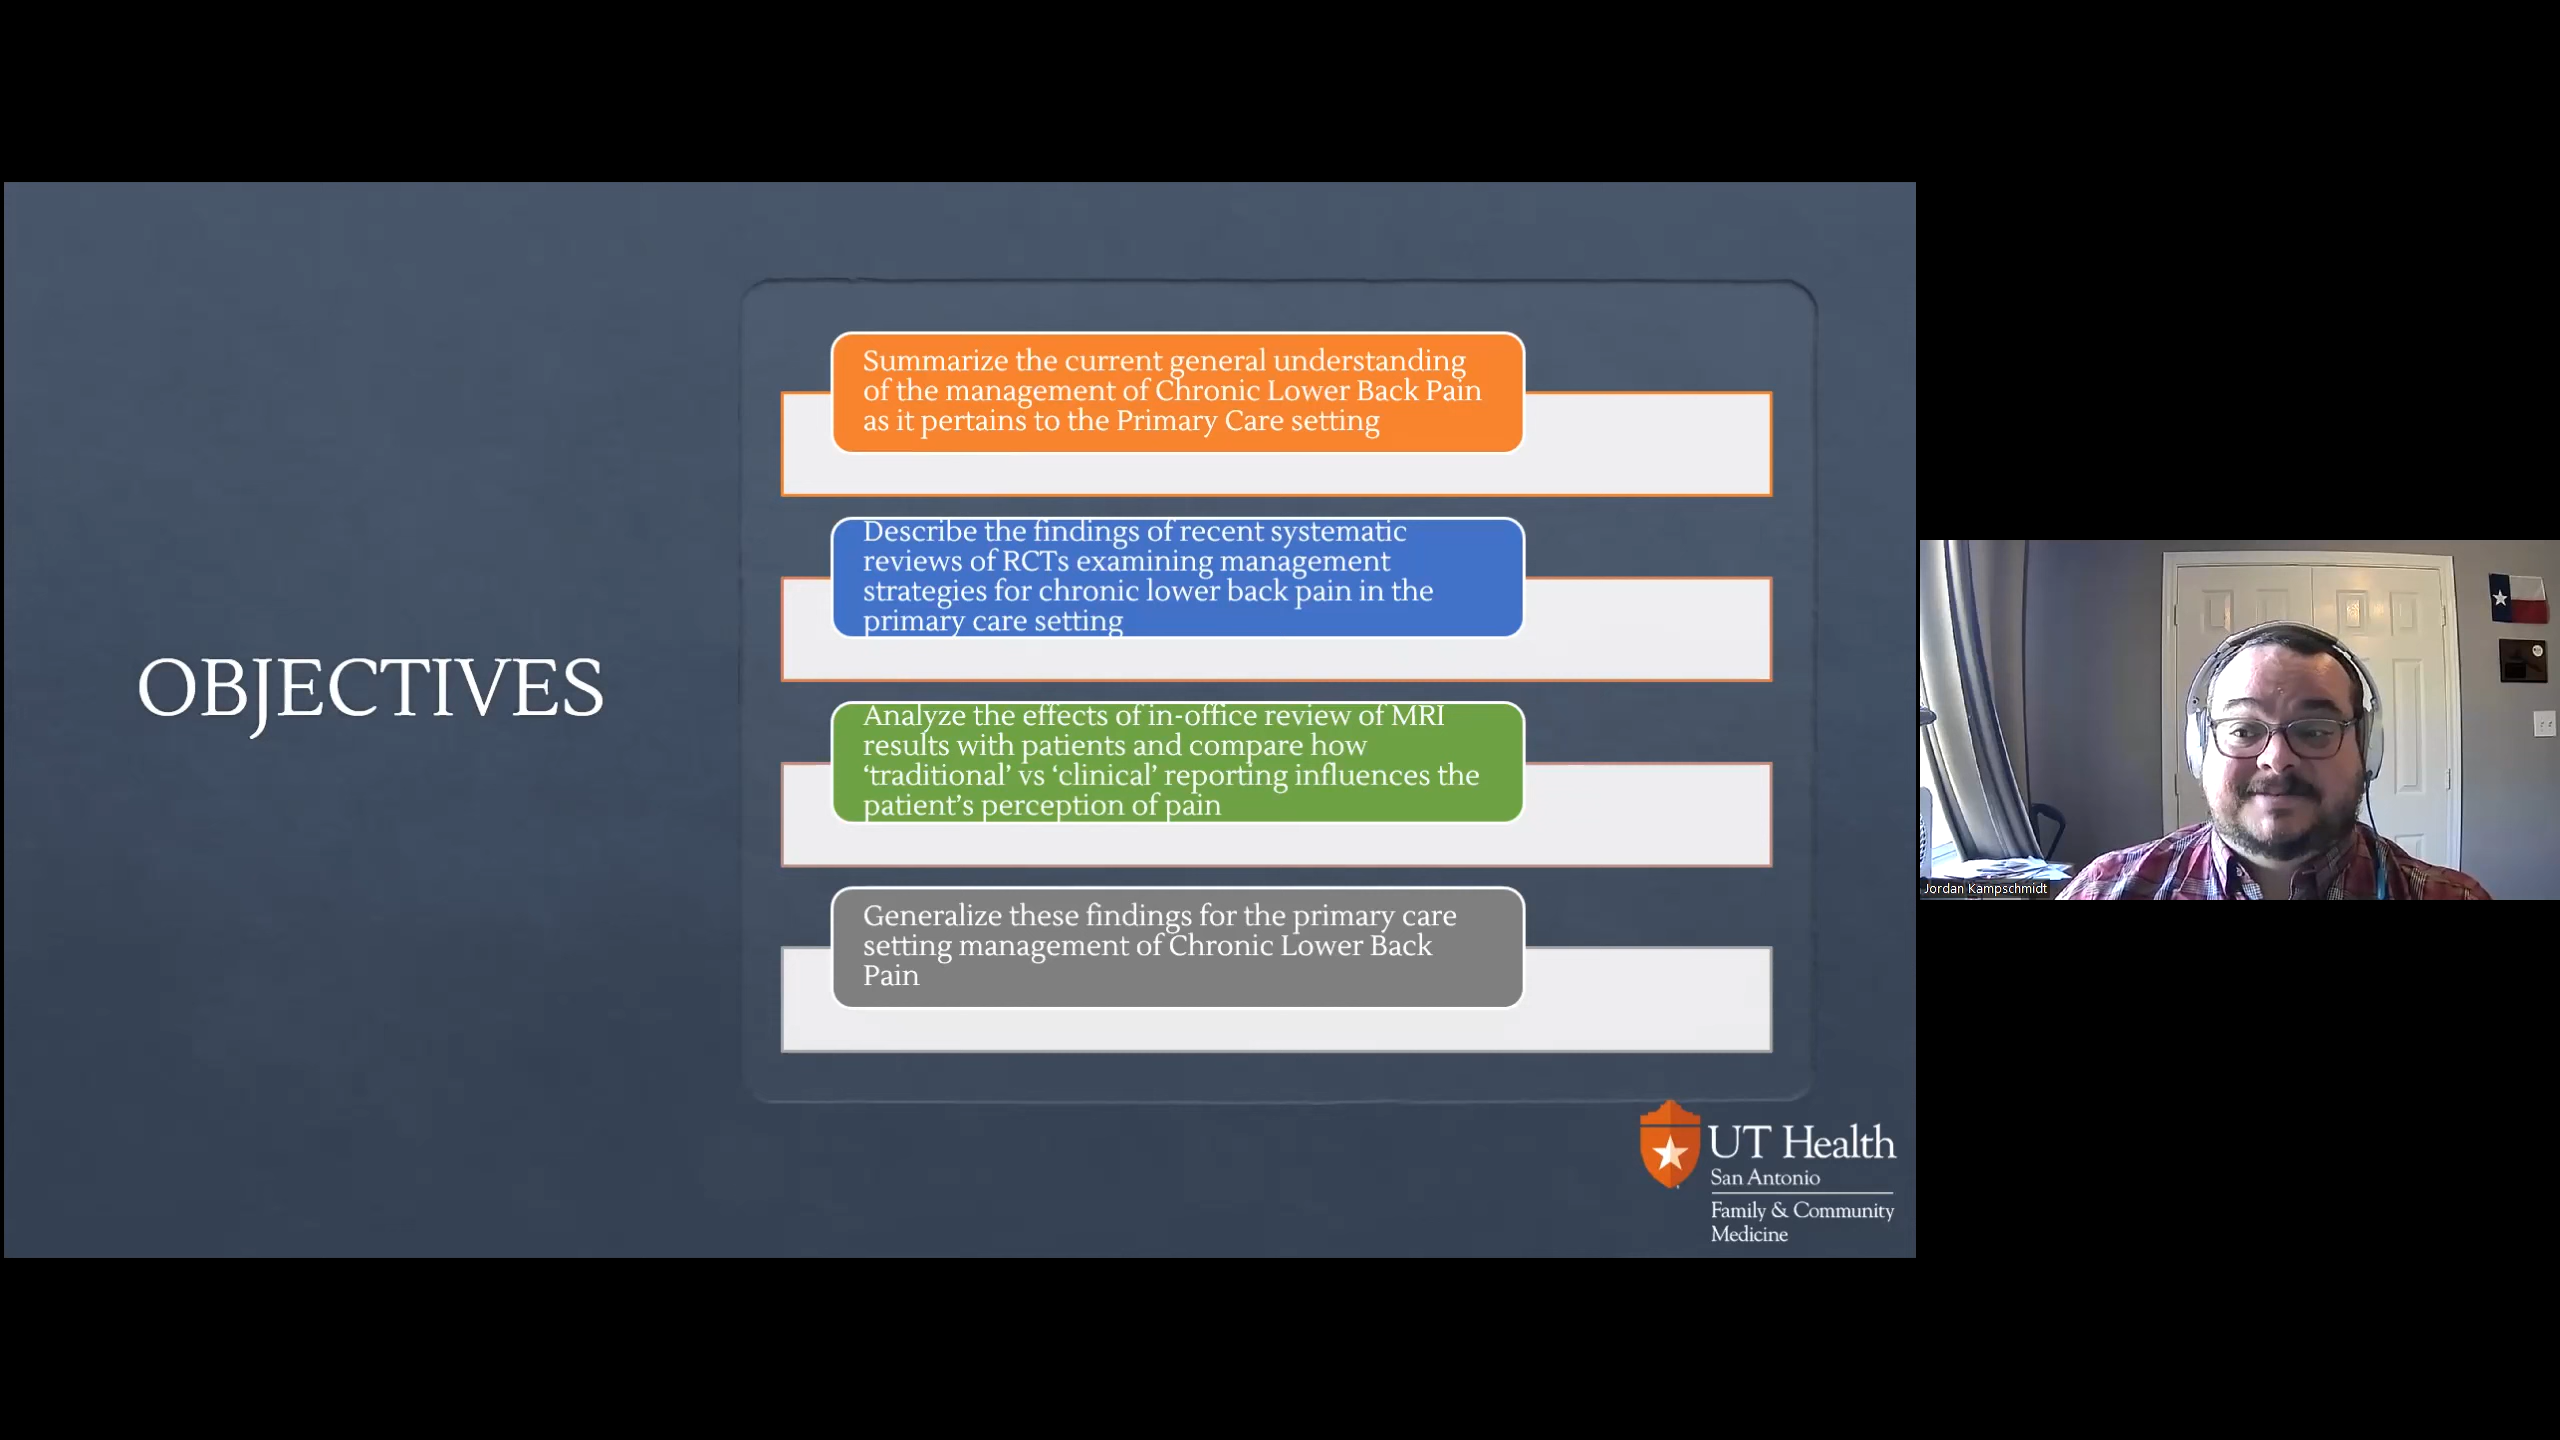 OBJECTIVES
Summarize the current general understanding
of the management of Chronic Lower Back Pain
as it pertains to the Primary Care setting
Describe the findings of recent systematic
reviews of RCTs examining management
strategies for chronic lower back pain in the
primary care setting
Analyze the effects of in-office review of MRI
results with patients and compare how
‘traditional’ vs ‘clinical’ reporting influences the
patient’s perception of pain
Generalize these findings for the primary care
setting management of Chronic Lower Back
Pain
UT Health
San Antonio
Family & Community
Medicine
Jordan Kampschmidt